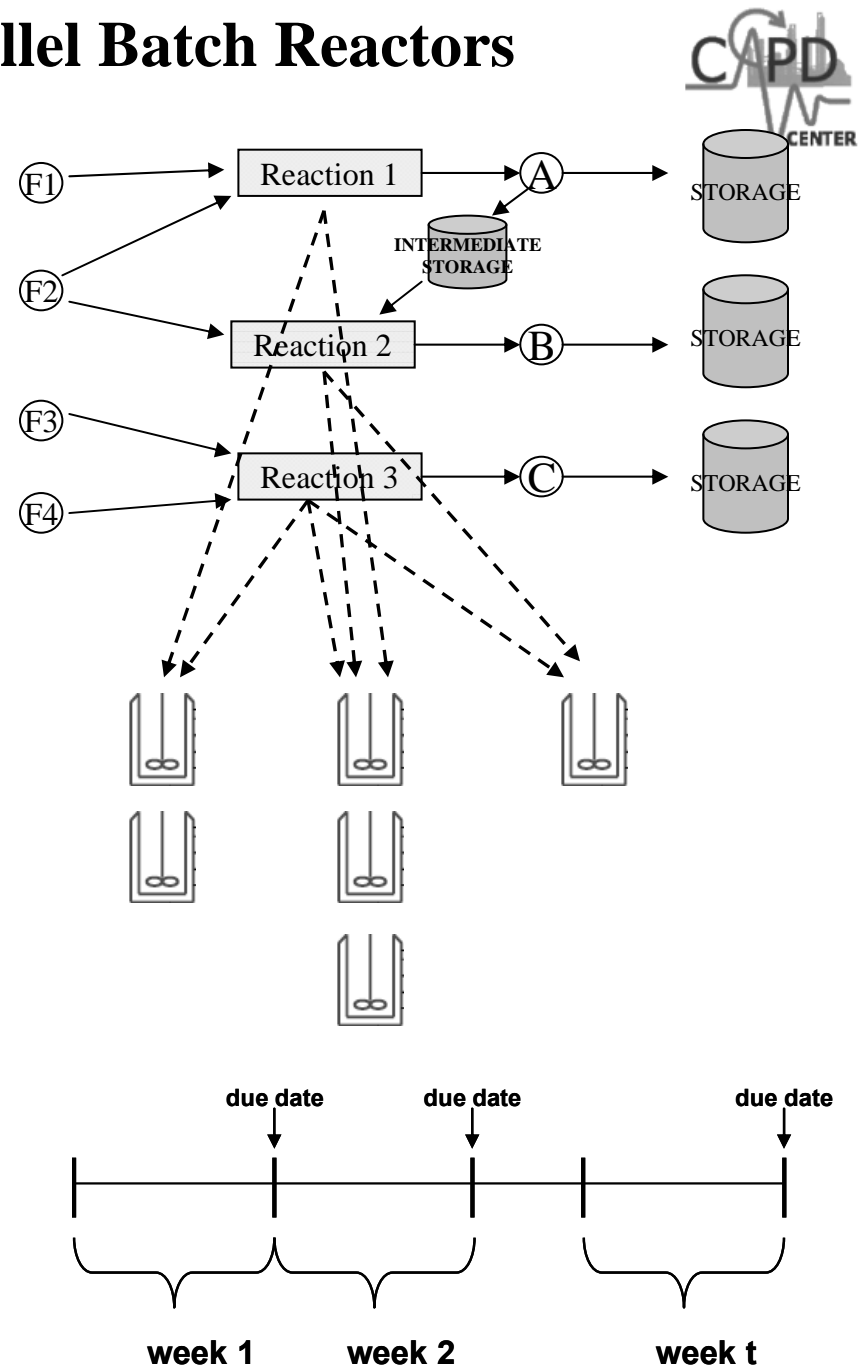 llel Batch Reactors
CAPD
CENTER
F1
Reaction 1
A
STORAGE
INTERMEDIATE
STORAGE
F2
Reaction 2
B
STORAGE
F3
Reaction 3
C
STORAGE
F4
due date
due date
due date
week 1
week 2
week t